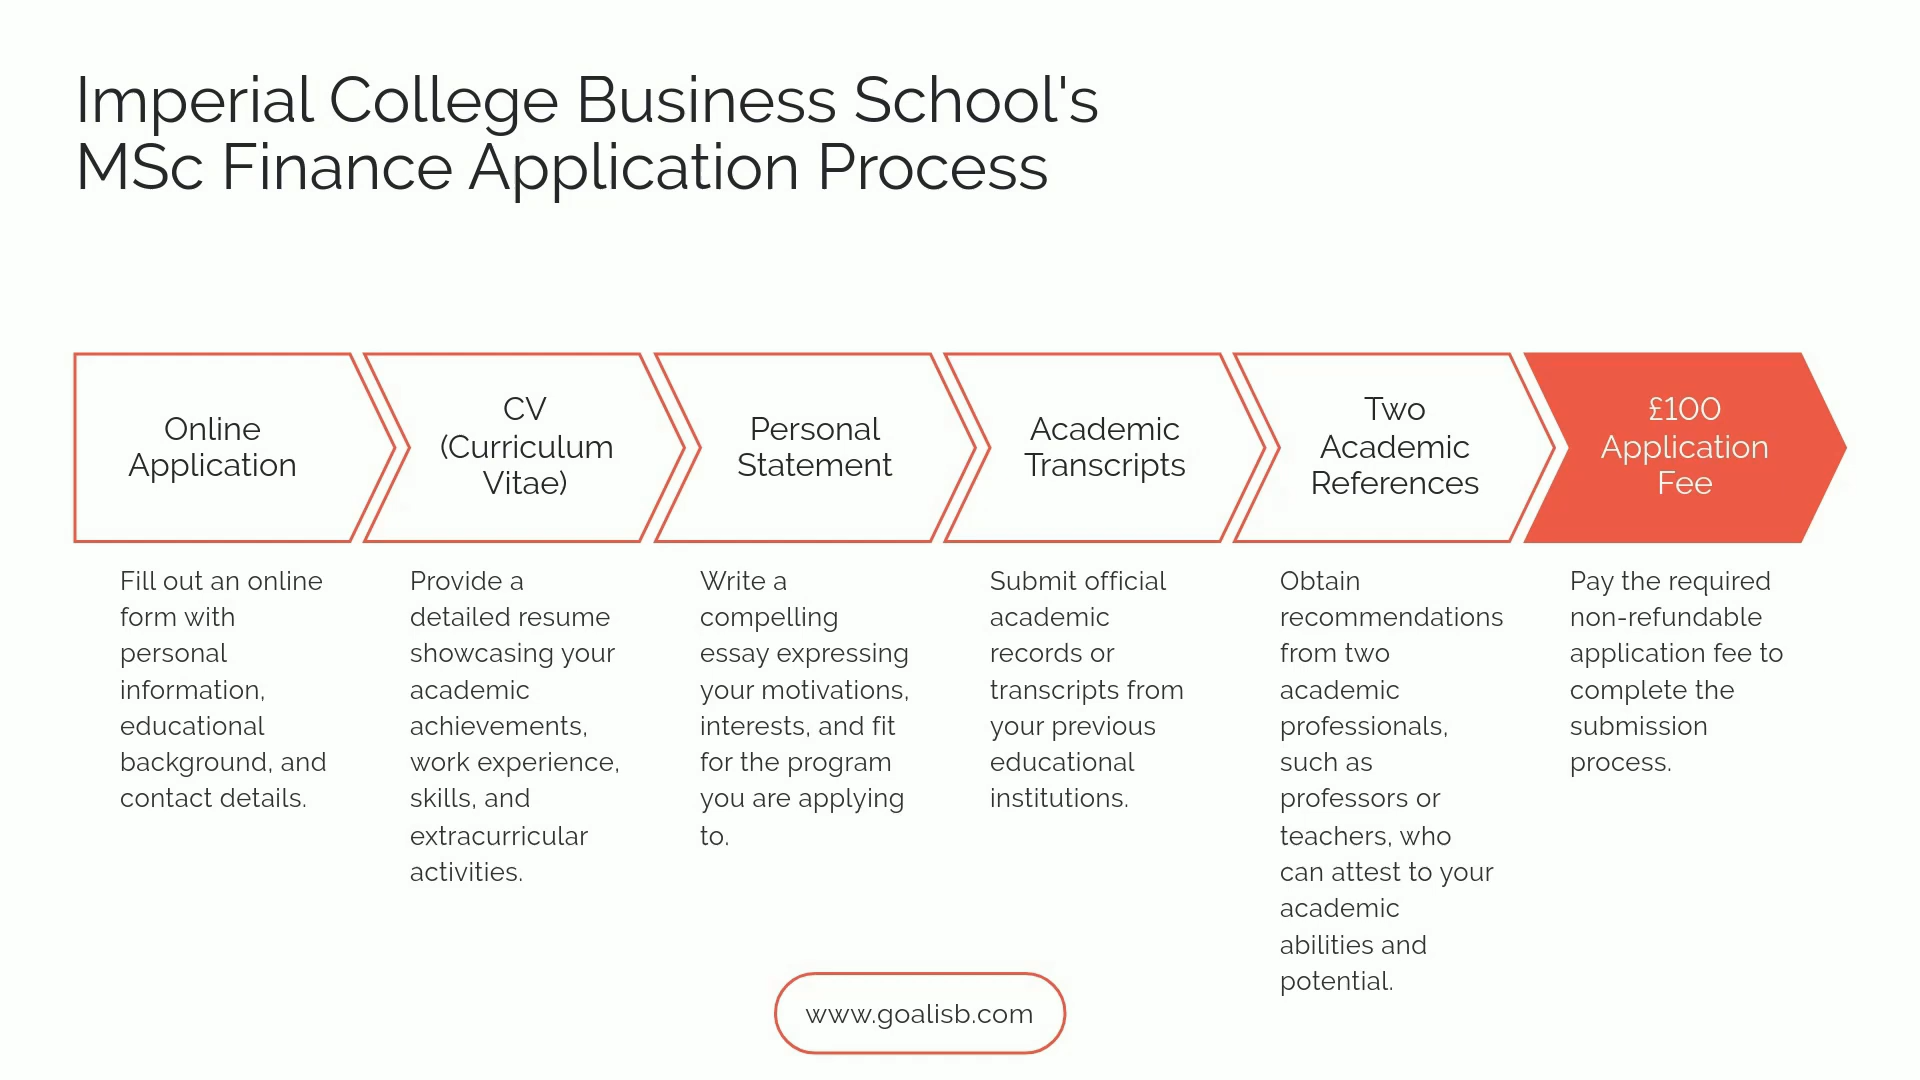 Imperial College Business School's
MSc Finance Application Process
Online
Application
Fill out an online
form with
personal
information,
educational
background, and
contact details.
CV
(Curriculum
Vitae)
Provide a
detailed resume
showcasing your
academic
achievements,
work experience,
skills, and
extracurricular
activities.
Personal
Statement
Write a
compelling
essay expressing
your motivations,
interests, and fit
for the program
you are applying
to.
Academic
Transcripts
Submit official
academic
records or
transcripts from
your previous
educational
institutions.
Two
Academic
References
Obtain
recommendations
from two
academic
professionals,
such as
professors or
teachers, who
can attest to your
academic
abilities and
potential.
£100
Application
Fee
Pay the required
non-refundable
application fee to
complete the
submission
process.
www.goalisb.com